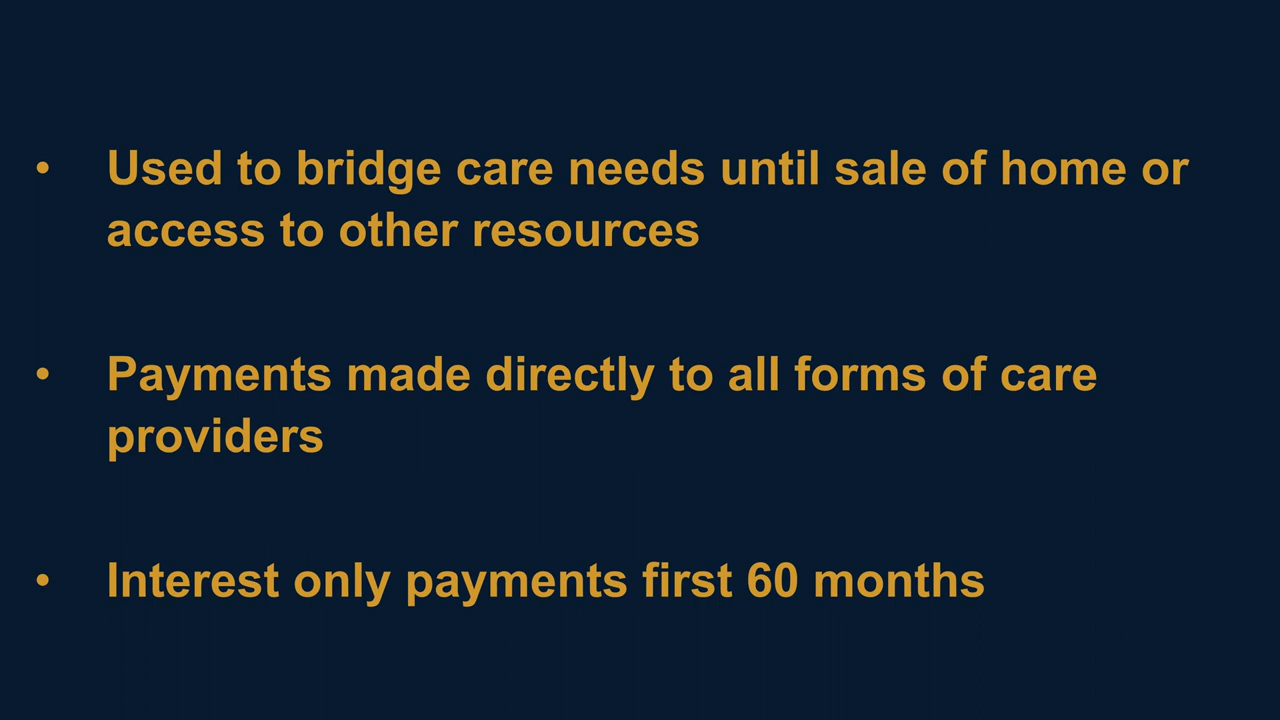 • Used to bridge care needs until sale of home or
access to other resources
• Payments made directly to all forms of care
providers
• Interest only payments first 60 months